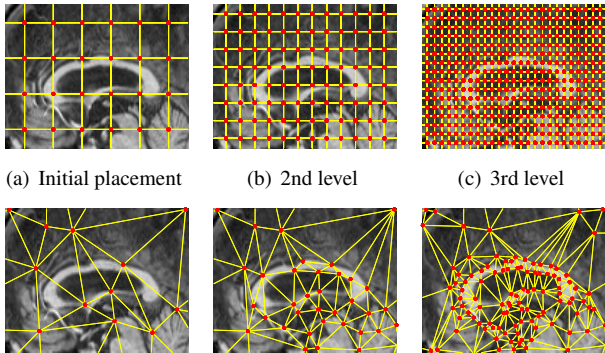 (a) Initial placement
(b) 2nd level
(c) 3rd level